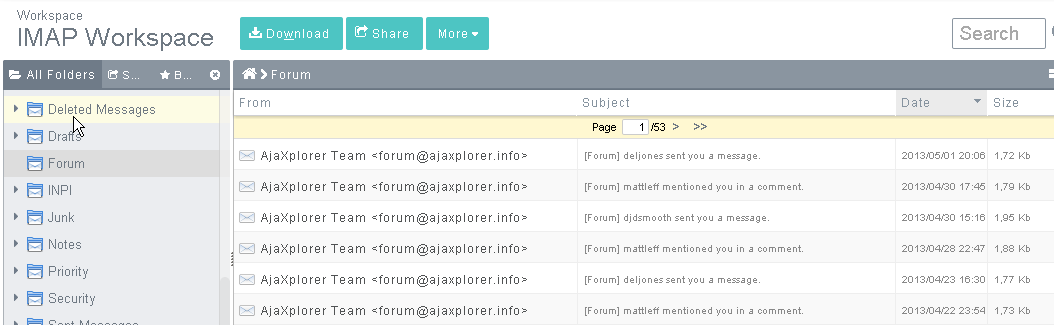 Workspace
IMAP Workspace
Download Share More
Search
All Folders S... B...
Forum
Deleted Messages
Drafts
Forum
INPI
Junk
Notes
Priority
Security
Sent Messages
From Subject Date Size
Page 1 /53 > >>
AjaXplorer Team <forum@ajaxplorer.info> [Forum] deljones sent you a message. 2013/05/01 20:06 1,72 Kb
AjaXplorer Team <forum@ajaxplorer.info> [Forum] mattleff mentioned you in a comment. 2013/04/30 17:45 1,79 Kb
AjaXplorer Team <forum@ajaxplorer.info> [Forum] djdsmooth sent you a message. 2013/04/30 15:16 1,95 Kb
AjaXplorer Team <forum@ajaxplorer.info> [Forum] mattleff mentioned you in a comment. 2013/04/28 22:47 1,88 Kb
AjaXplorer Team <forum@ajaxplorer.info> [Forum] deljones sent you a message. 2013/04/23 16:30 1,77 Kb
AjaXplorer Team <forum@ajaxplorer.info> [Forum] mattleff mentioned you in a comment. 2013/04/22 23:54 1,73 Kb